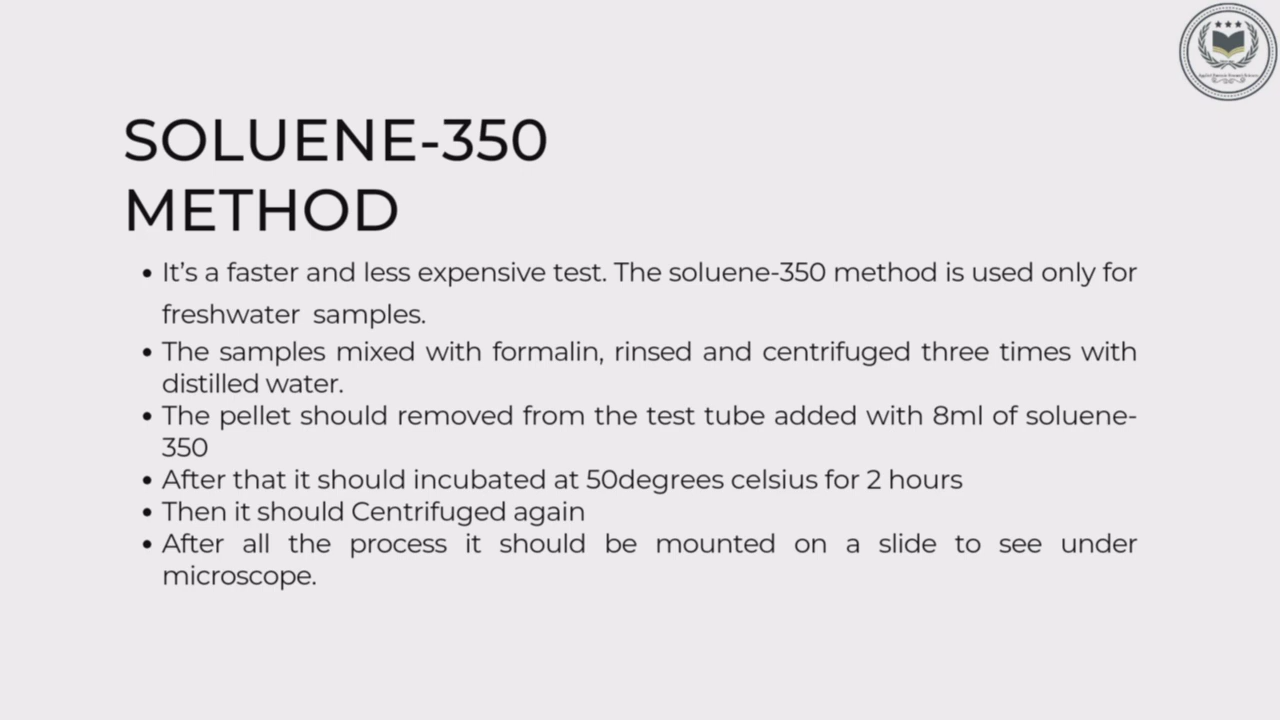 SOLUENE-350
METHOD
• It’s a faster and less expensive test. The soluene-350 method is used only for
freshwater samples.
• The samples mixed with formalin, rinsed and centrifuged three times with
distilled water.
• The pellet should removed from the test tube added with 8ml of soluene-
350
• After that it should incubated at 50degrees celsius for 2 hours
• Then it should Centrifuged again
• After all the process it should be mounted on a slide to see under
microscope.